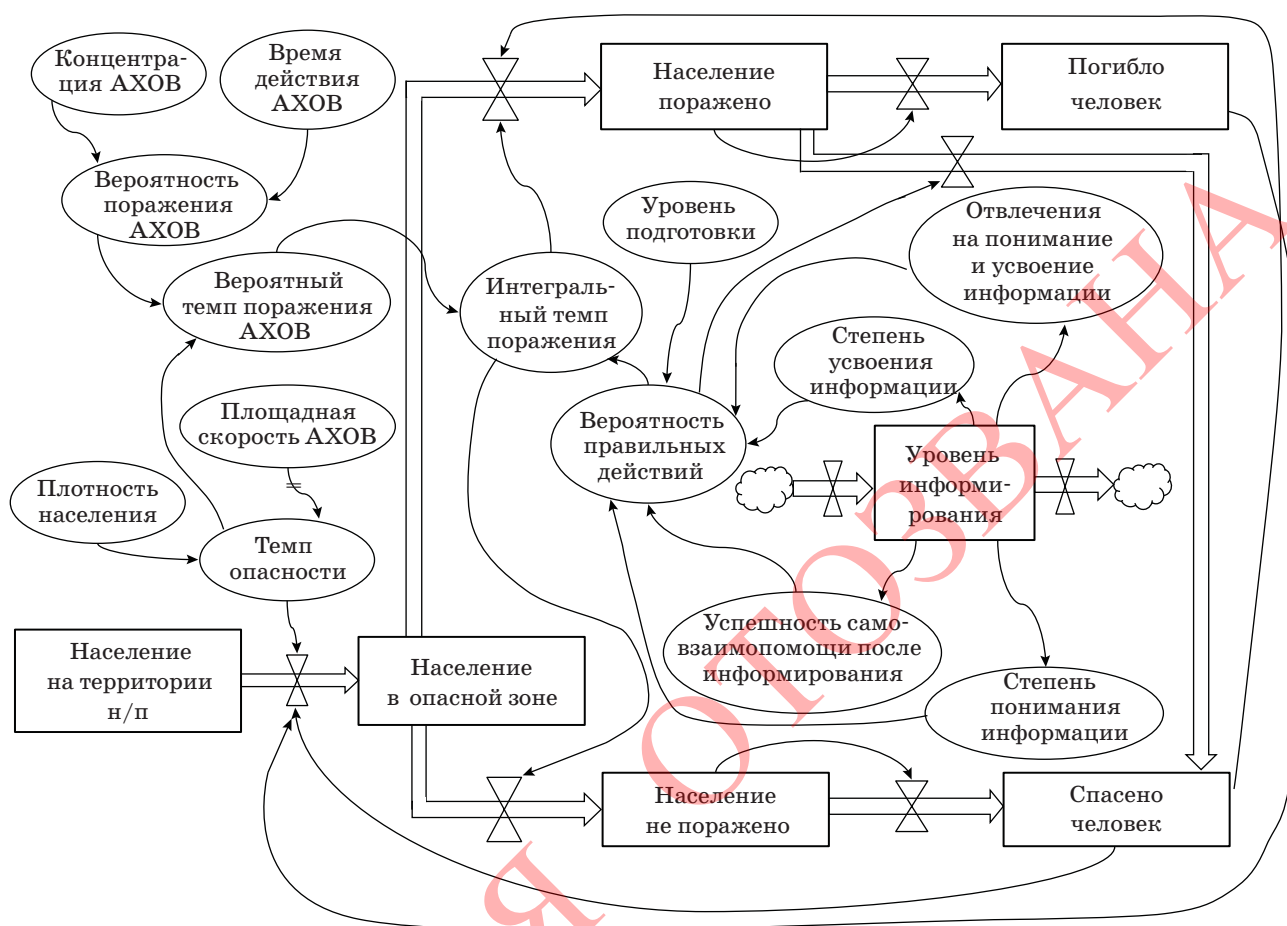 Концентра-
ция АХОВ
Время
действия
АХОВ
Население
поражено
Погибло
человек
Вероятность
поражения
АХОВ
Уровень
подготовки
Отвлечения
на понимание
и усвоение
информации
Вероятный
темп поражения
АХОВ
Интеграль-
ный темп
поражения
Степень
усвоения
информации
Площадная
скорость АХОВ
Вероятность
правильных
действий
Уровень
информи-
рования
Плотность
населения
Темп
опасности
Население
на территории
н/п
Население
в опасной зоне
Успешность само-
взаимопомощи после
информирования
Степень
понимания
информации
Население
не поражено
Спасено
человек
Я ОТОЗВАНА